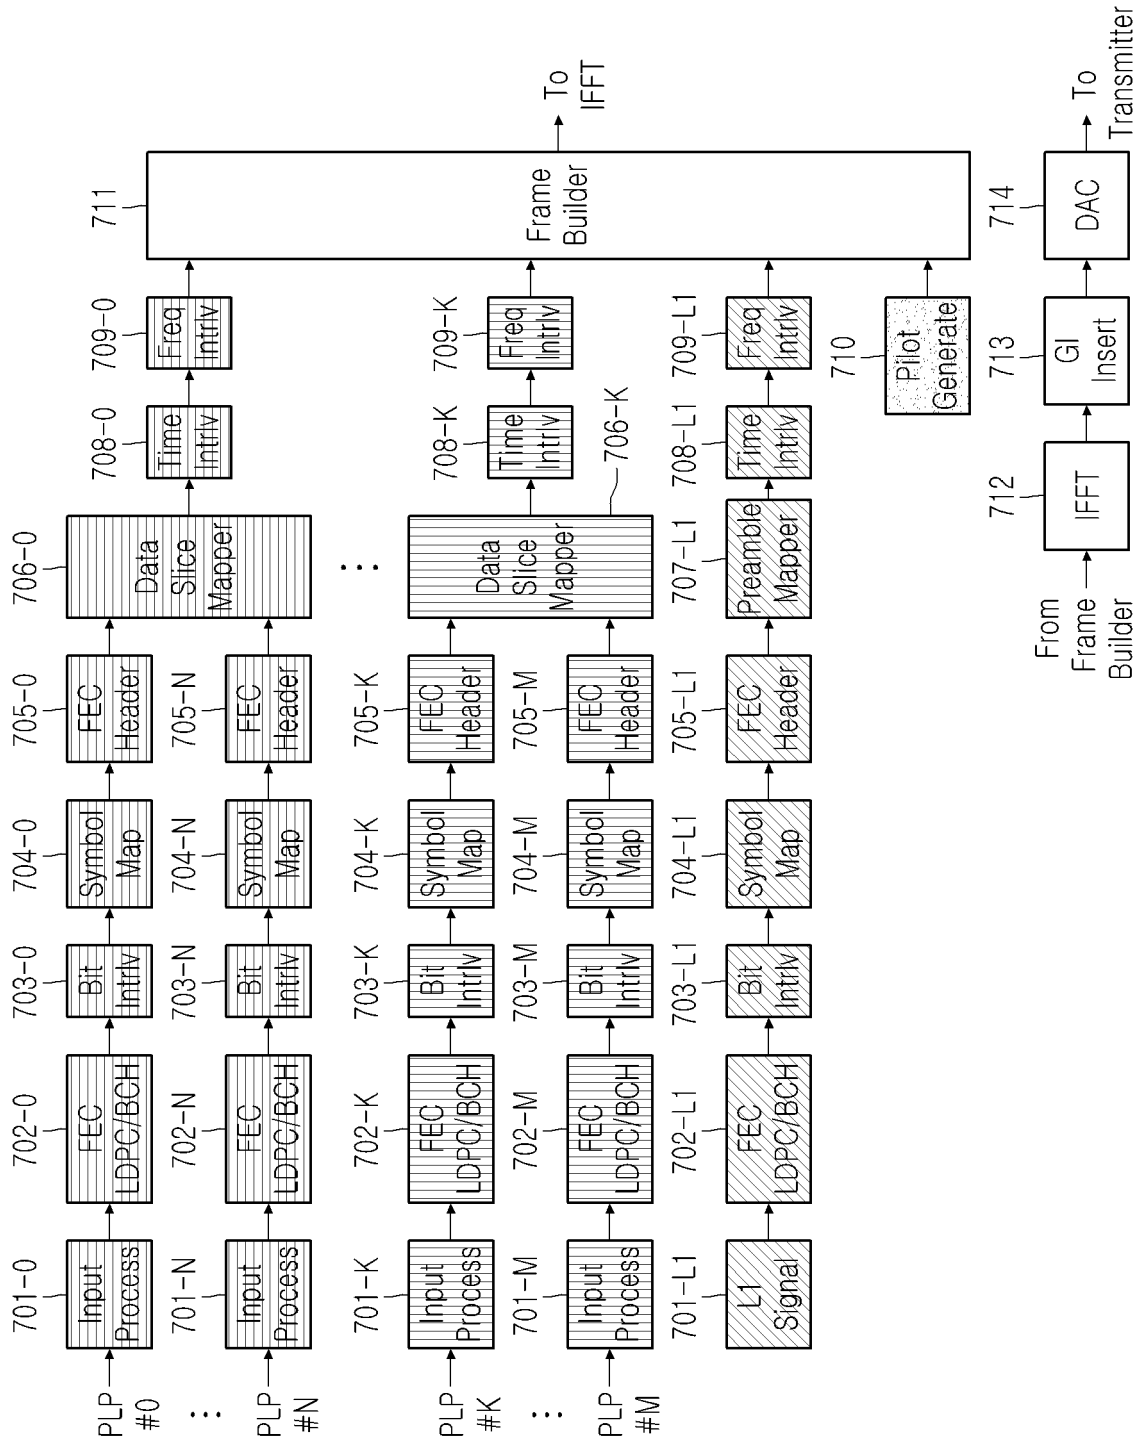 PLP
#0
701-0
Input
Process
702-0
FEC
LDPC/BCH
703-0
Bit
Intrlv
704-0
Symbol
Map
705-0
FEC
Header
706-0
Data
Slice
Mapper
708-0
Time
Intrlv
709-0
Freq
Intrlv
711
Frame
Builder
To
IFFT
⋮
PLP
#N
701-N
Input
Process
702-N
FEC
LDPC/BCH
703-N
Bit
Intrlv
704-N
Symbol
Map
705-N
FEC
Header
⋮
PLP
#K
701-K
Input
Process
702-K
FEC
LDPC/BCH
703-K
Bit
Intrlv
704-K
Symbol
Map
705-K
FEC
Header
Data
Slice
Mapper
706-K
708-K
Time
Intrlv
709-K
Freq
Intrlv
⋮
PLP
#M
701-M
Input
Process
702-M
FEC
LDPC/BCH
703-M
Bit
Intrlv
704-M
Symbol
Map
705-M
FEC
Header
701-L1
L1
Signal
702-L1
FEC
LDPC/BCH
703-L1
Bit
Intrlv
704-L1
Symbol
Map
705-L1
FEC
Header
707-L1
Preamble
Mapper
708-L1
Time
Intrlv
709-L1
Freq
Intrlv
710
Pilot
Generate
From
Frame
Builder
712
IFFT
713
GI
Insert
714
DAC
To
Transmitter